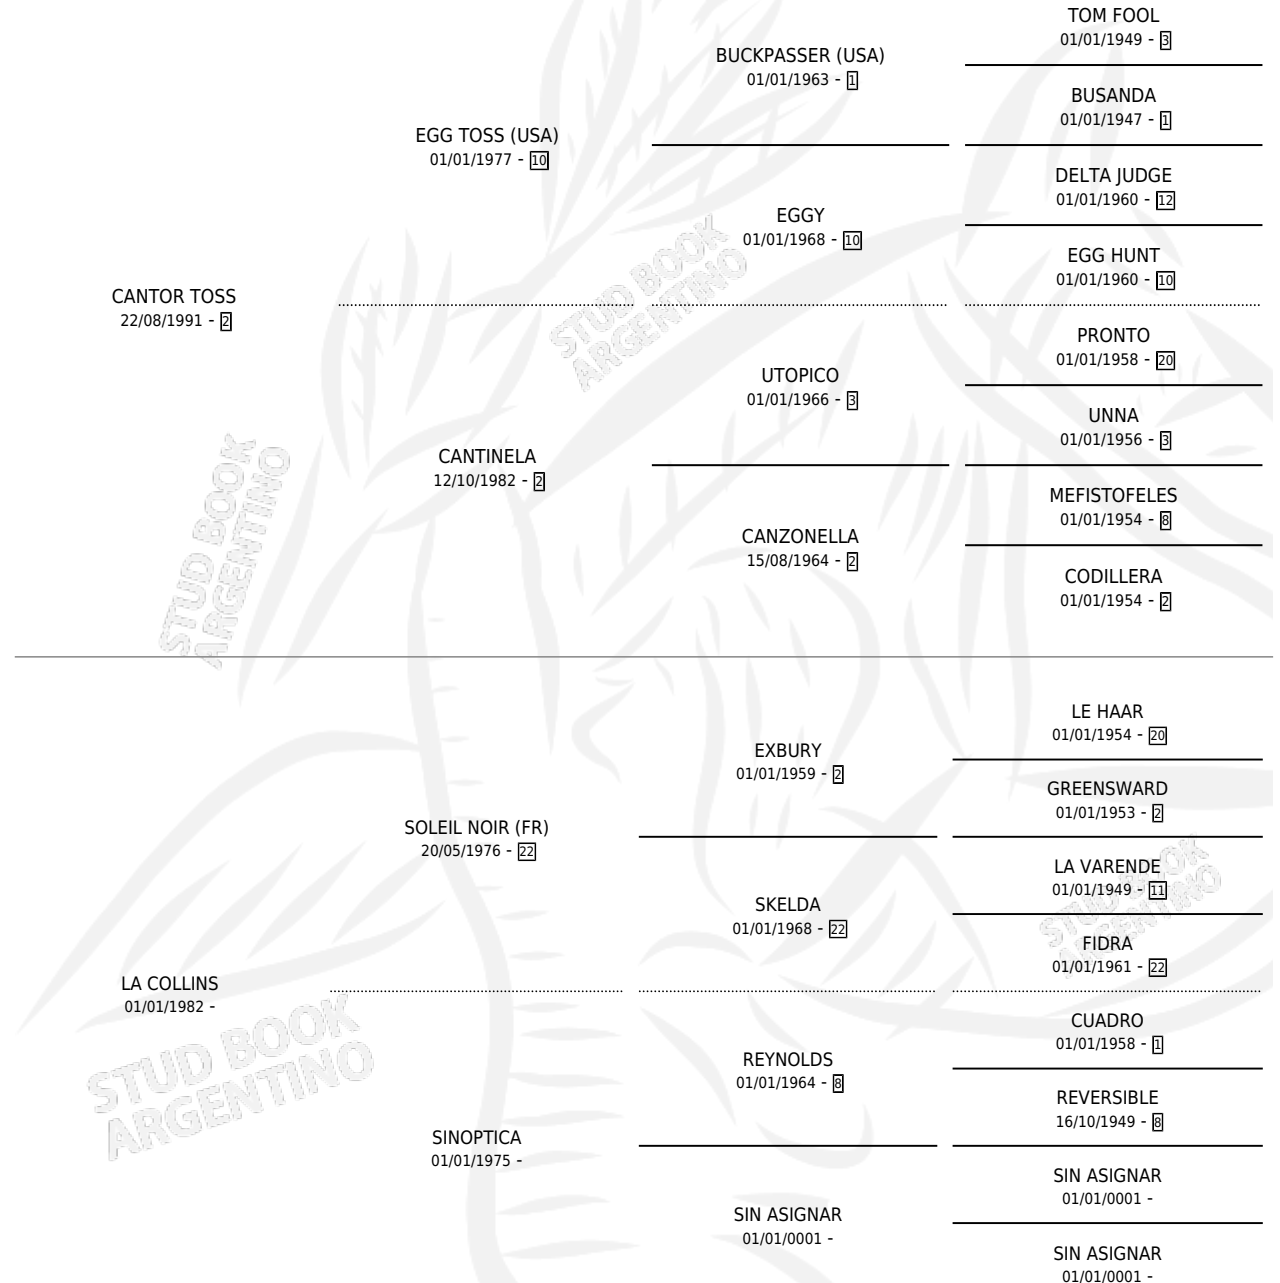 TOM FOOL
01/01/1949 - 3
BUCKPASSER (USA)
01/01/1963 - 1
BUSANDA
01/01/1947 - 1
EGG TOSS (USA)
01/01/1977 - 10
DELTA JUDGE
01/01/1960 - 12
EGGY
01/01/1968 - 10
EGG HUNT
01/01/1960 - 10
CANTOR TOSS
22/08/1991 - 2
PRONTO
01/01/1958 - 20
UTOPICO
01/01/1966 - 3
UNNA
01/01/1956 - 3
CANTINELA
12/10/1982 - 2
MEFISTOFELES
01/01/1954 - 8
CANZONELLA
15/08/1964 - 2
CODILLERA
01/01/1954 - 2
LE HAAR
01/01/1954 - 20
EXBURY
01/01/1959 - 2
GREENSWARD
01/01/1953 - 2
SOLEIL NOIR (FR)
20/05/1976 - 22
LA VARENDE
01/01/1949 - 11
SKELDA
01/01/1968 - 22
FIDRA
01/01/1961 - 22
LA COLLINS
01/01/1982 -
CUADRO
01/01/1958 - 1
REYNOLDS
01/01/1964 - 8
REVERSIBLE
16/10/1949 - 8
SINOPTICA
01/01/1975 -
SIN ASIGNAR
01/01/0001 -
SIN ASIGNAR
01/01/0001 -
SIN ASIGNAR
01/01/0001 -
STUD BOOK
ARGENTINO
STUD BOOK
ARGENTINO
STUD BOOK
ARGENTINO
STUD BOOK
ARGENTINO